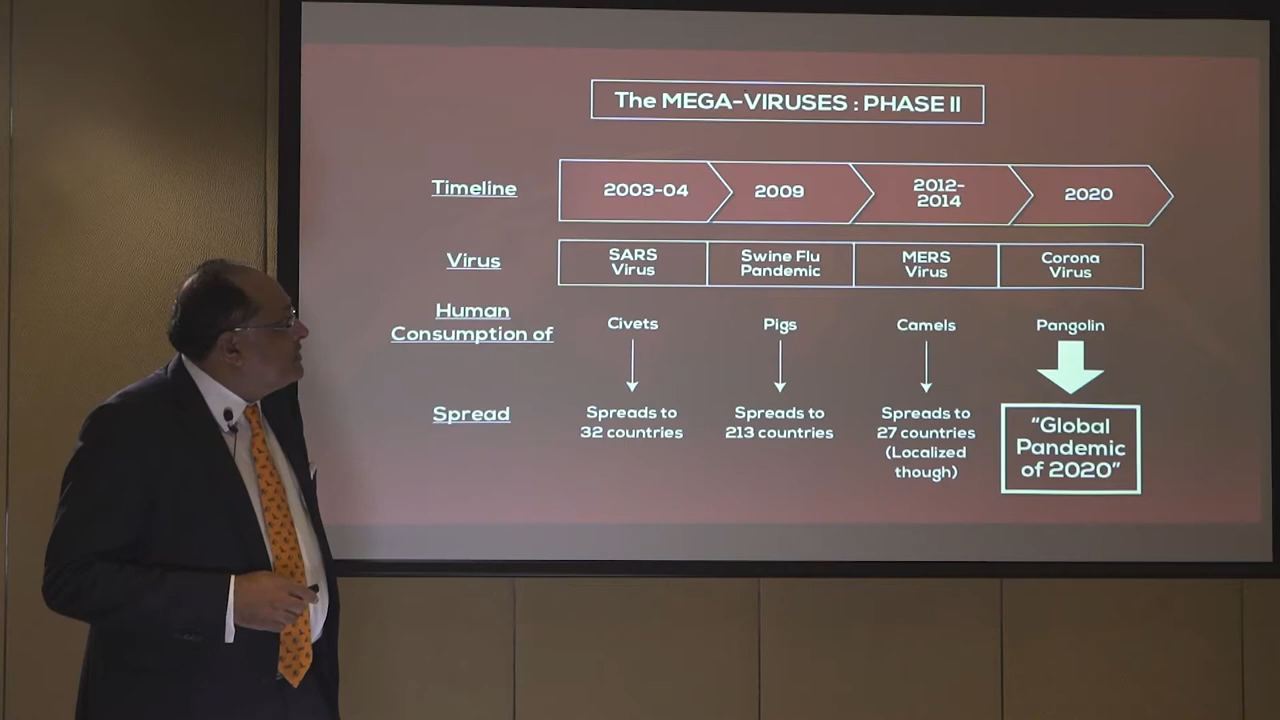 The MEGA-VIRUSES : PHASE II
Timeline
2003-04
2009
2012-
2014
2020
Virus
SARS
Virus
Swine Flu
Pandemic
MERS
Virus
Corona
Virus
Human
Consumption of
Civets
Pigs
Camels
Pangolin
Spread
Spreads to
32 countries
Spreads to
213 countries
Spreads to
27 countries
(Localized
though)
"Global
Pandemic
of 2020"